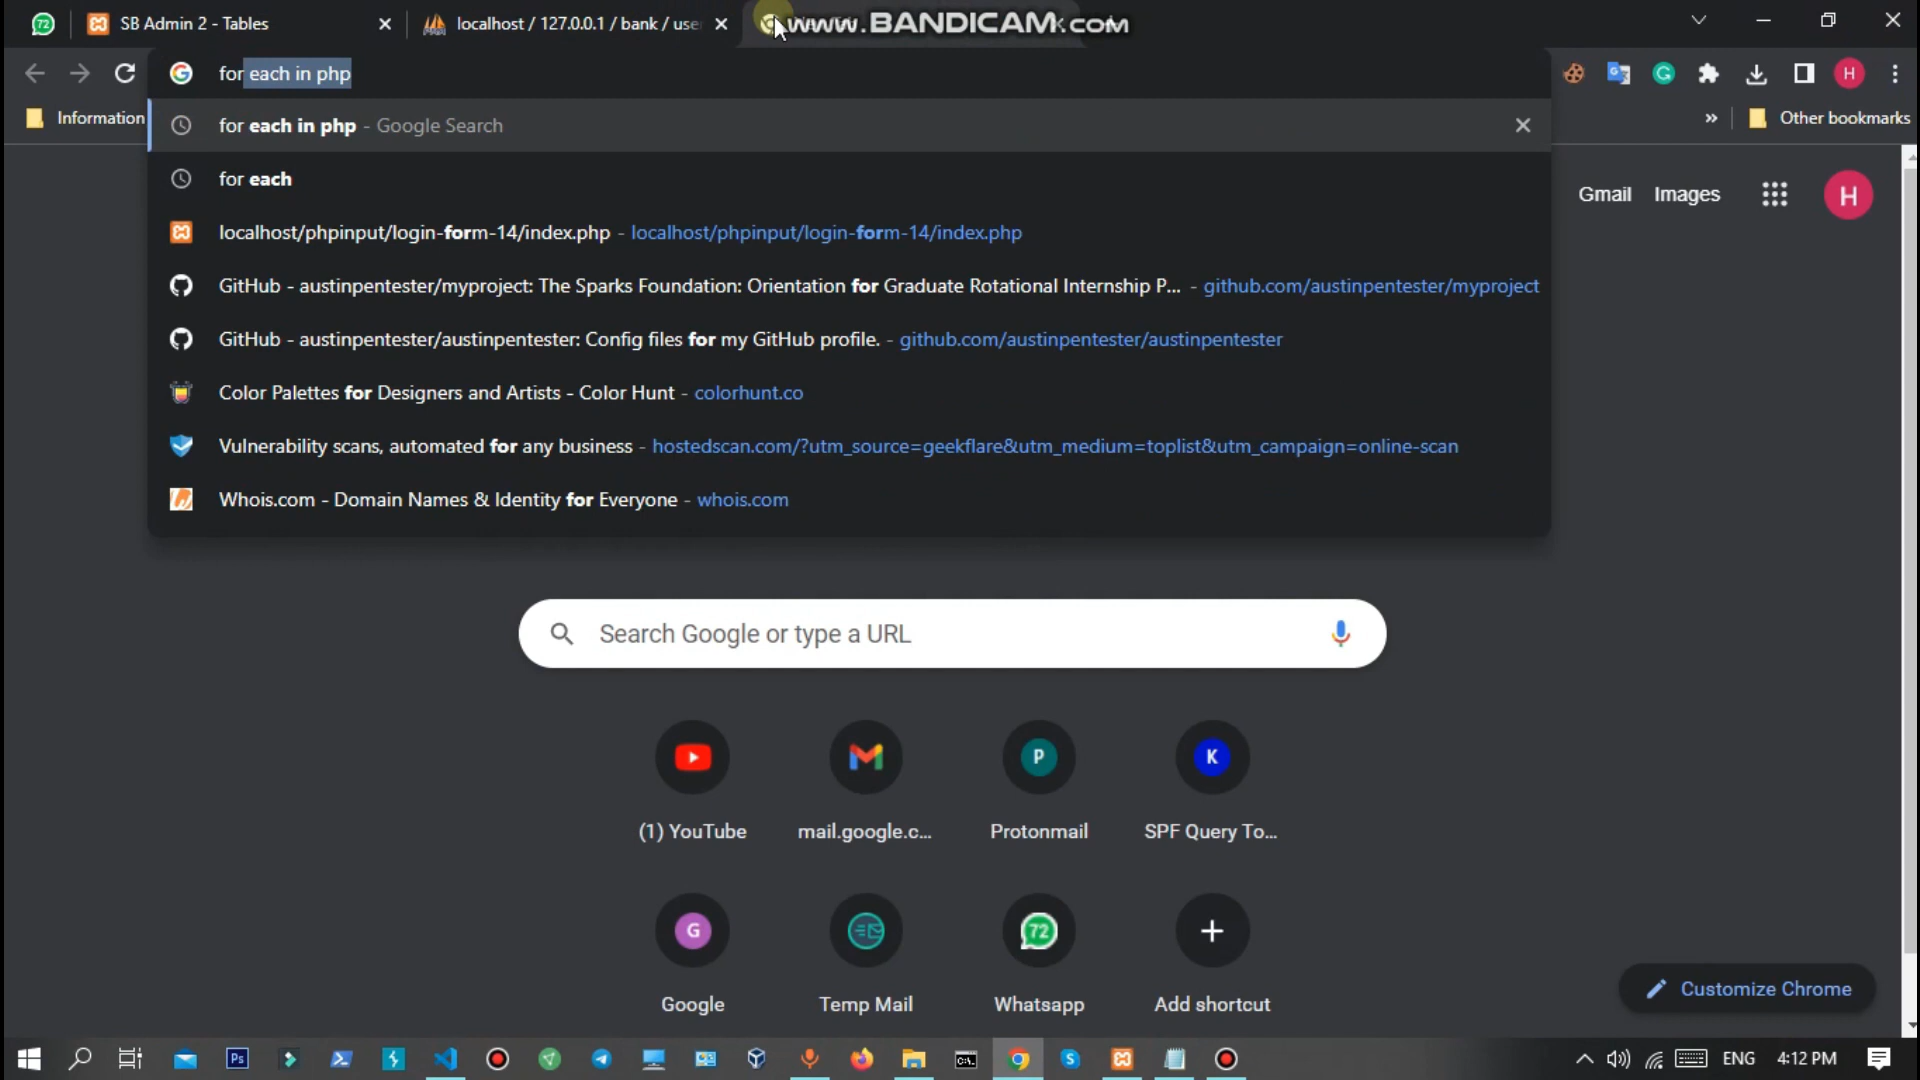 72
SB Admin 2 - Tables
localhost / 127.0.0.1 / bank / use
www.BANDICAM.com
for each in php
Information
Other bookmarks
for each in php - Google Search
for each
localhost/phpinput/login-form-14/index.php - localhost/phpinput/login-form-14/index.php
GitHub - austinpentester/myproject: The Sparks Foundation: Orientation for Graduate Rotational Internship P... - github.com/austinpentester/myproject
GitHub - austinpentester/austinpentester: Config files for my GitHub profile. - github.com/austinpentester/austinpentester
Color Palettes for Designers and Artists - Color Hunt - colorhunt.co
Vulnerability scans, automated for any business - hostedscan.com/?utm_source=geekflare&utm_medium=toplist&utm_campaign=online-scan
Whois.com - Domain Names & Identity for Everyone - whois.com
Gmail Images
H
H
Search Google or type a URL
P
K
(1) YouTube
mail.google.c...
Protonmail
SPF Query To...
G
72
Google
Temp Mail
Whatsapp
Add shortcut
Customize Chrome
Ps
ENG
4:12 PM